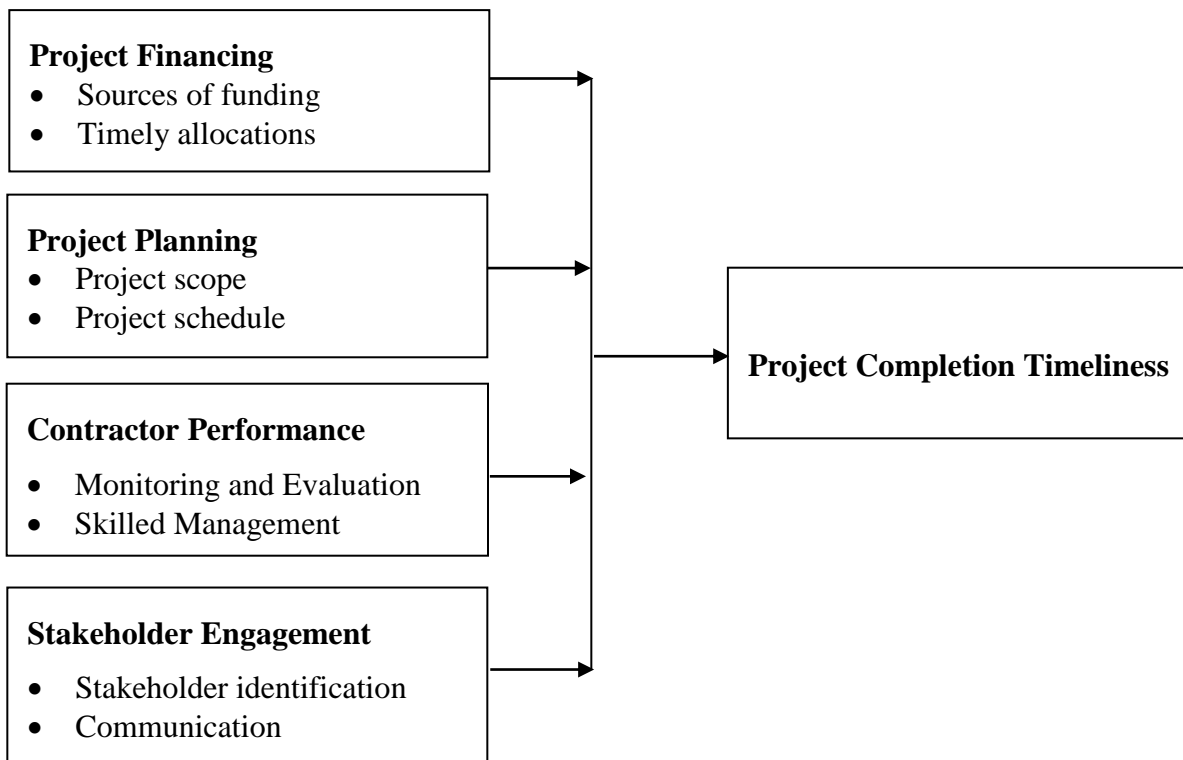 Project Financing
• Sources of funding
• Timely allocations
Project Planning
• Project scope
• Project schedule
Contractor Performance
• Monitoring and Evaluation
• Skilled Management
Stakeholder Engagement
• Stakeholder identification
• Communication
Project Completion Timeliness